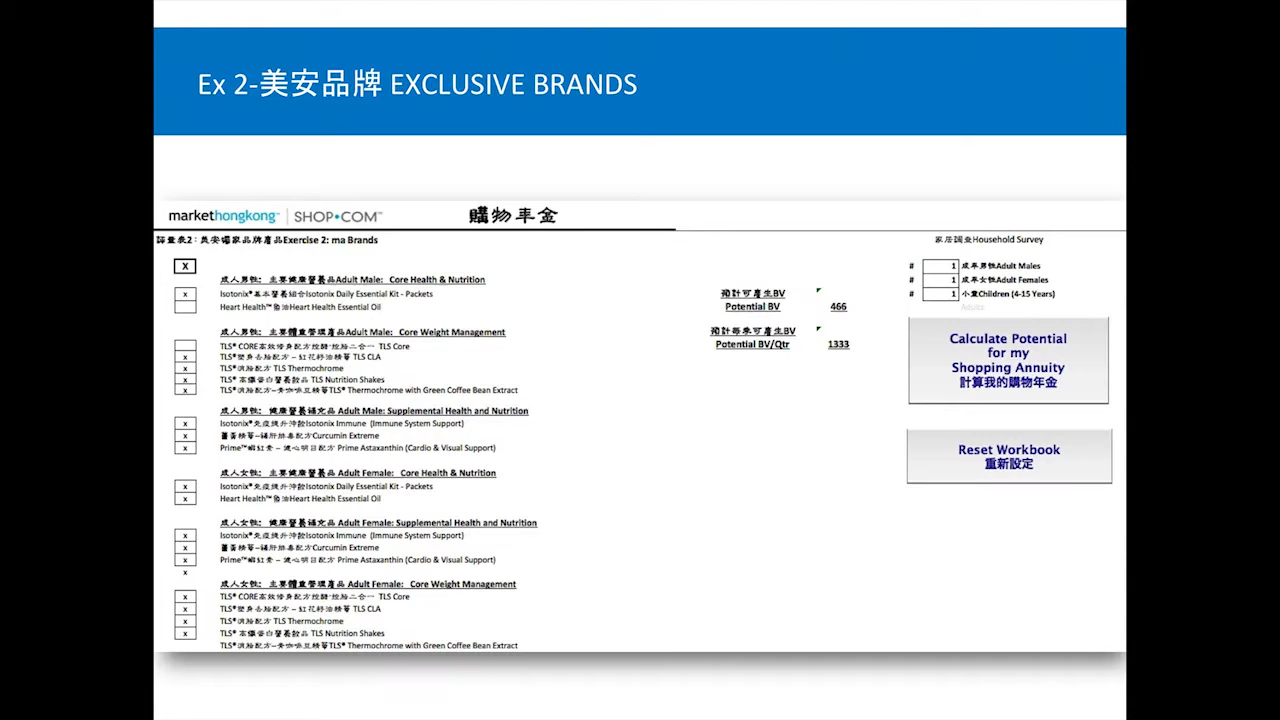 Ex 2-美安品牌 EXCLUSIVE BRANDS
markethongkong™ | SHOP•COM™
購物年金
評量表2: 美安獨家品牌產品Exercise 2: ma Brands
家居調查Household Survey
X
# 1 成年男性Adult Males
# 1 成年女性Adult Females
# 1 小童Children (4-15 Years)
Adults
成人男性: 主要健康營養品Adult Male: Core Health & Nutrition
x Isotonix®基本營養組合Isotonix Daily Essential Kit - Packets
Heart Health™魚油Heart Health Essential Oil
預計可產生BV
Potential BV 466
預計每季可產生BV
Potential BV/Qtr 1333
Calculate Potential
for my
Shopping Annuity
計算我的購物年金
Reset Workbook
重新設定
成人男性: 主要體重管理產品Adult Male: Core Weight Management
TLS® CORE高效修身配方控醣-控脂二合一 TLS Core
x TLS®塑身去脂配方 – 紅花籽油精華 TLS CLA
x TLS®消脂配方 TLS Thermochrome
x TLS® 高纖蛋白營養飲品 TLS Nutrition Shakes
x TLS®消脂配方–青咖啡豆精華TLS® Thermochrome with Green Coffee Bean Extract
成人男性: 健康營養補充品 Adult Male: Supplemental Health and Nutrition
x Isotonix®免疫提升沖飲Isotonix Immune (Immune System Support)
x 薑黃精華–護肝排毒配方Curcumin Extreme
x Prime™蝦紅素 – 健心明目配方 Prime Astaxanthin (Cardio & Visual Support)
成人女性: 主要健康營養品 Adult Female: Core Health & Nutrition
x Isotonix®免疫提升沖飲Isotonix Daily Essential Kit - Packets
x Heart Health™魚油Heart Health Essential Oil
成人女性: 健康營養補充品 Adult Female: Supplemental Health and Nutrition
x Isotonix®免疫提升沖飲Isotonix Immune (Immune System Support)
x 薑黃精華–護肝排毒配方Curcumin Extreme
x Prime™蝦紅素 – 健心明目配方 Prime Astaxanthin (Cardio & Visual Support)
x
成人女性: 主要體重管理產品 Adult Female: Core Weight Management
x TLS® CORE高效修身配方控醣-控脂二合一 TLS Core
x TLS®塑身去脂配方 – 紅花籽油精華 TLS CLA
x TLS®消脂配方 TLS Thermochrome
x TLS® 高纖蛋白營養飲品 TLS Nutrition Shakes
TLS®消脂配方–青咖啡豆精華TLS® Thermochrome with Green Coffee Bean Extract